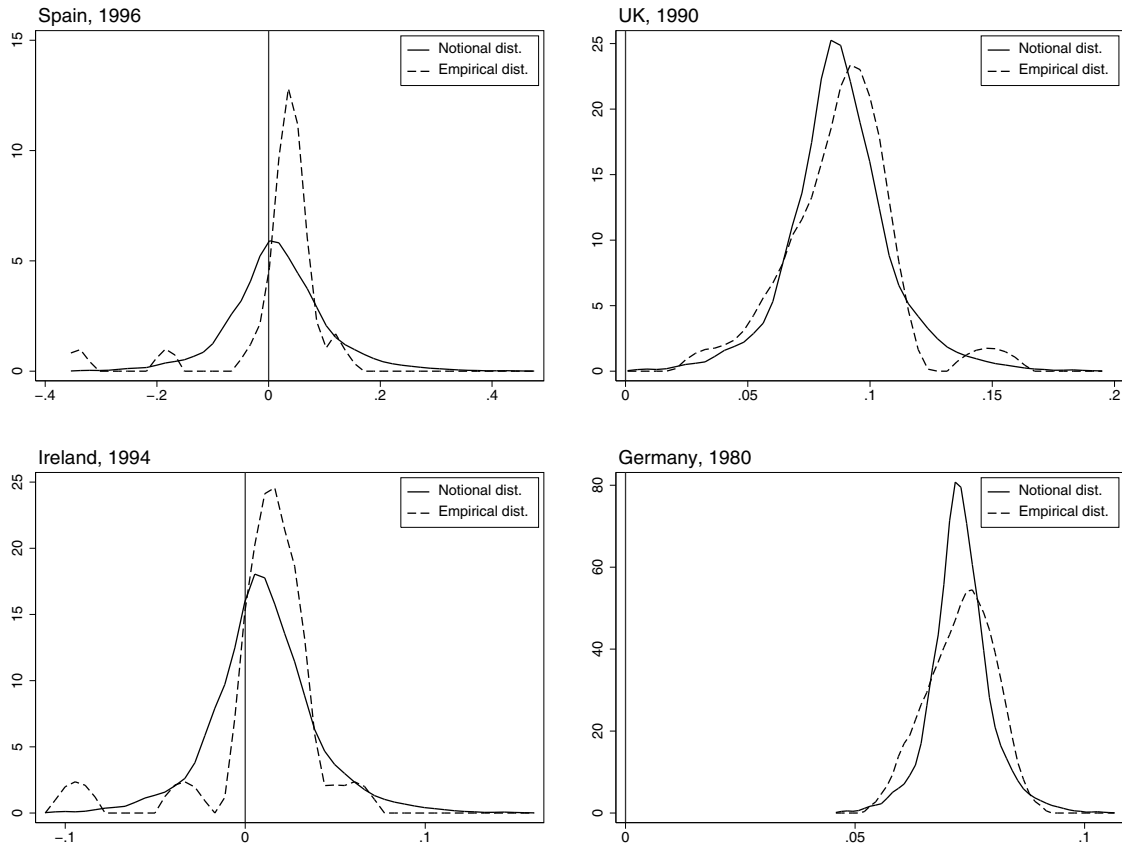 Spain, 1996
15
10
5
0
Notional dist.
Empirical dist.
-.4 -.2 0 .2 .4
UK, 1990
25
20
15
10
5
0
Notional dist.
Empirical dist.
0 .05 .1 .15 .2
Ireland, 1994
25
20
15
10
5
0
Notional dist.
Empirical dist.
-.1 0 .1
Germany, 1980
80
60
40
20
0
Notional dist.
Empirical dist.
0 .05 .1